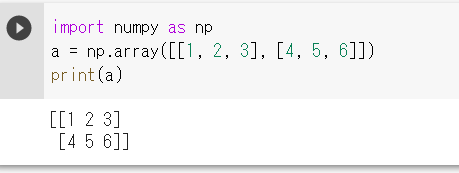 import numpy as np
a = np.array([[1, 2, 3], [4, 5, 6]])
print(a)
[[1 2 3]
 [4 5 6]]